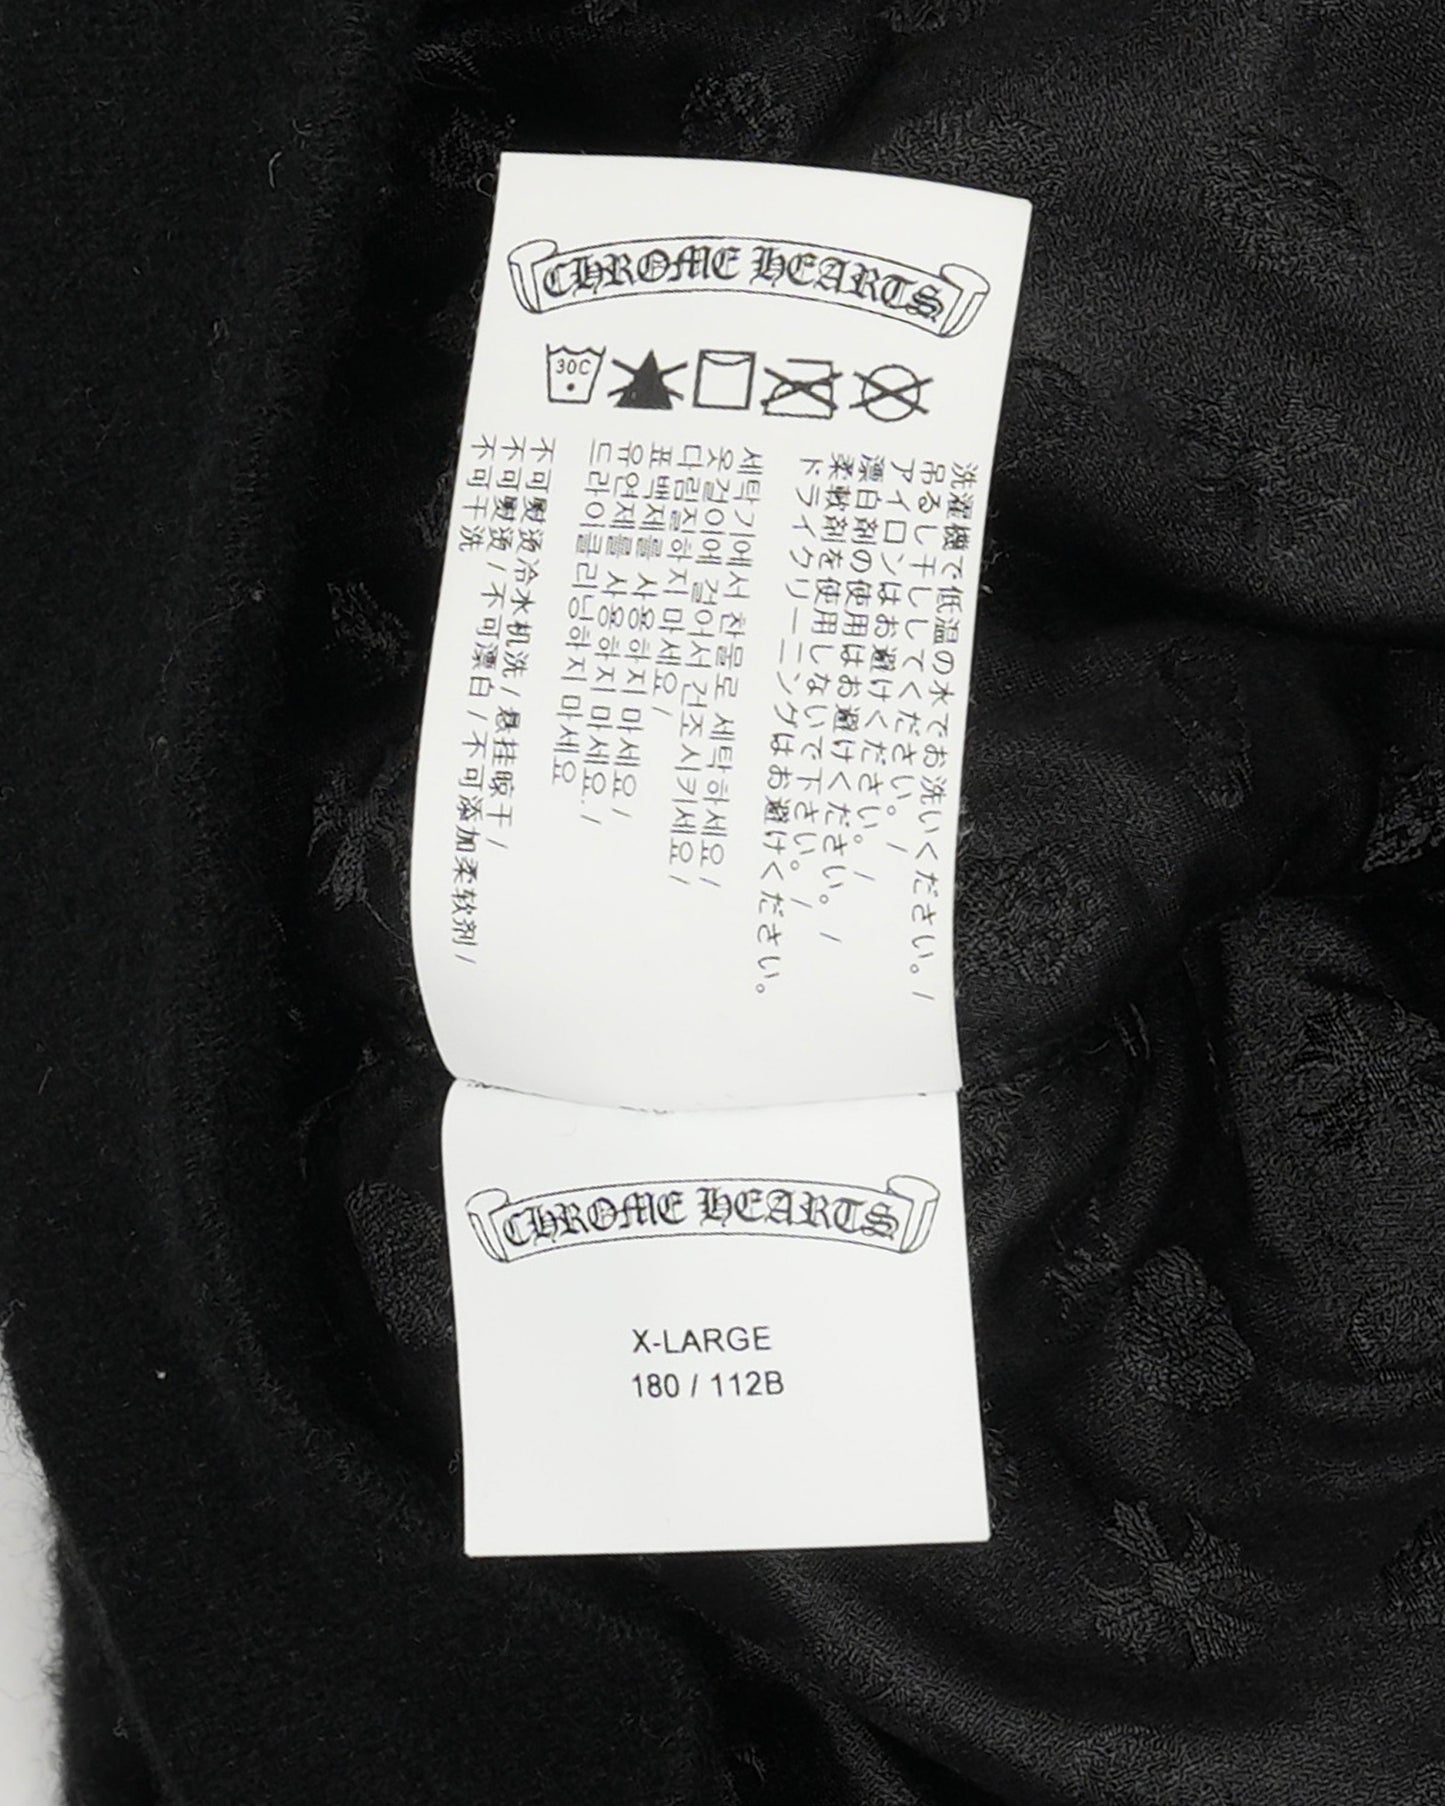 CHROME HEARTS
30C
洗濯機で低温の水でお洗いください。/
吊るし干ししてください。/
アイロンはお避けください。/
漂白剤の使用はお避けください。/
柔軟剤を使用しないで下さい。/
ドライクリーニングはお避けください。
세탁기에서 찬물로 세탁하세요/
옷걸이에 걸어서 건조시키세요/
다림질하지 마세요/
표백제를 사용하지 마세요/
유연제를 사용하지 마세요./
드라이클리닝하지 마세요
不可熨烫冷水机洗 / 悬挂晾干 /
不可熨烫 / 不可漂白 / 不可添加柔软剂 /
不可干洗
CHROME HEARTS
X-LARGE
180 / 112B